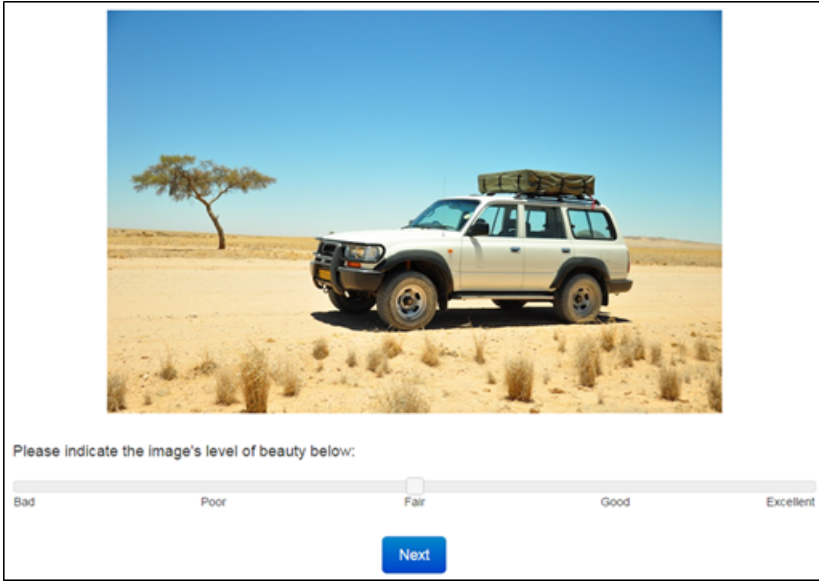 Please indicate the image's level of beauty below:
Bad Poor Fair Good Excellent
Next